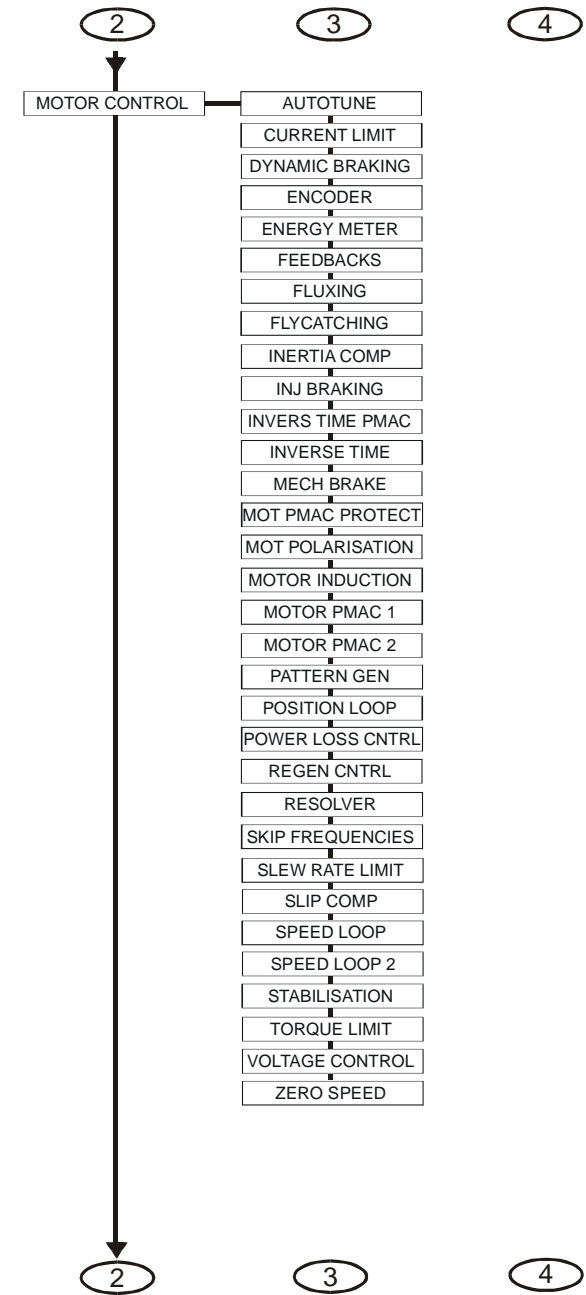 2 3 4
MOTOR CONTROL AUTOTUNE
CURRENT LIMIT
DYNAMIC BRAKING
ENCODER
ENERGY METER
FEEDBACKS
FLUXING
FLYCATCHING
INERTIA COMP
INJ BRAKING
INVERS TIME PMAC
INVERSE TIME
MECH BRAKE
MOT PMAC PROTECT
MOT POLARISATION
MOTOR INDUCTION
MOTOR PMAC 1
MOTOR PMAC 2
PATTERN GEN
POSITION LOOP
POWER LOSS CNTRL
REGEN CNTRL
RESOLVER
SKIP FREQUENCIES
SLEW RATE LIMIT
SLIP COMP
SPEED LOOP
SPEED LOOP 2
STABILISATION
TORQUE LIMIT
VOLTAGE CONTROL
ZERO SPEED
2 3 4